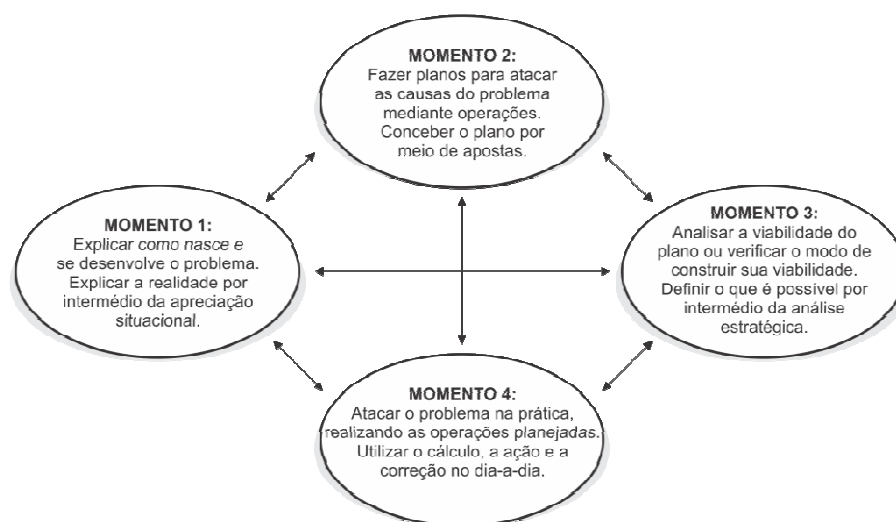 MOMENTO 2:
Fazer planos para atacar
as causas do problema
mediante operações.
Conceber o plano por
meio de apostas.
MOMENTO 1:
Explicar como nasce e
se desenvolve o problema.
Explicar a realidade por
intermédio da apreciação
situacional.
MOMENTO 3:
Analisar a viabilidade do
plano ou verificar o modo de
construir sua viabilidade.
Definir o que é possível por
intermédio da análise
estratégica.
MOMENTO 4:
Atacar o problema na prática,
realizando as operações planejadas.
Utilizar o cálculo, a ação e a
correção no dia-a-dia.